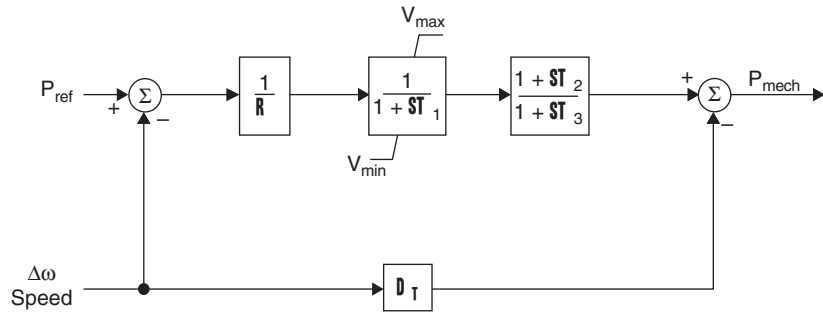 V_max
P_ref
+
Σ
−
1
R
1
1 + ST_1
V_min
1 + ST_2
1 + ST_3
+
Σ
−
P_mech
Δω
Speed
D_T